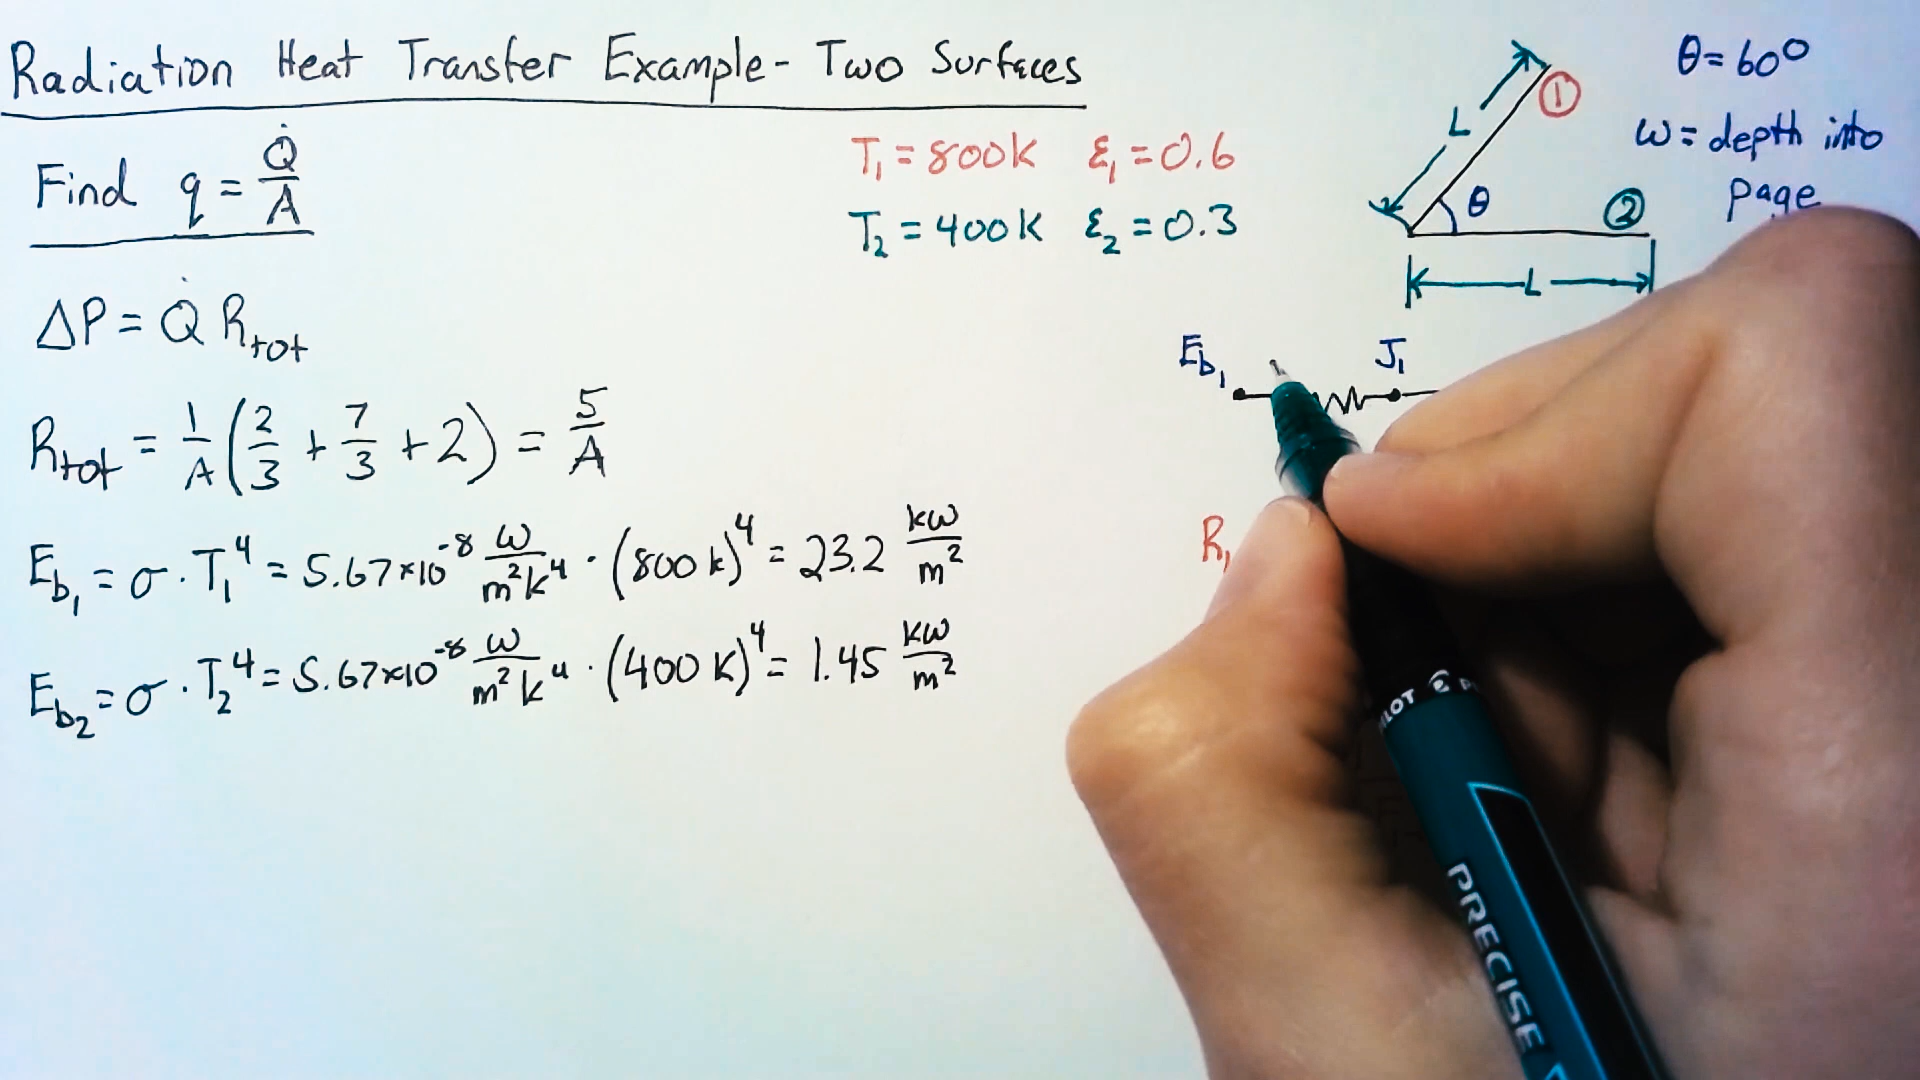 Radiation Heat Transfer Example - Two Surfaces
Find q = Q̇/A
T₁ = 800K ε₁ = 0.6
T₂ = 400K ε₂ = 0.3
L
①
θ
②
L
θ = 60°
w = depth into
page
ΔP = Q̇ R_tot
E_b₁
J₁
R_tot = 1/A (2/3 + 7/3 + 2) = 5/A
R₁
E_b₁ = σ · T₁⁴ = 5.67×10⁻⁸ W/m²K⁴ · (800 K)⁴ = 23.2 kW/m²
E_b₂ = σ · T₂⁴ = 5.67×10⁻⁸ W/m²K⁴ · (400 K)⁴ = 1.45 kW/m²
PRECISE